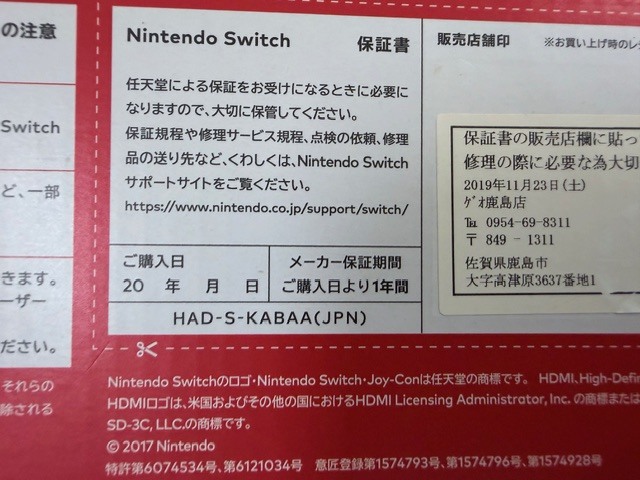 の注意
Switch
ど、一部
きます。
ーザー
ださい。
それらの
除される
Nintendo Switch 保証書
任天堂による保証をお受けになるときに必要に
なりますので、大切に保管してください。
保証規程や修理サービス規程、点検の依頼、修理
品の送り先など、くわしくは、Nintendo Switch
サポートサイトをご覧ください。
https://www.nintendo.co.jp/support/switch/
ご購入日
20 年 月 日
メーカー保証期間
ご購入日より1年間
HAD-S-KABAA(JPN)
販売店舗印 ※お買い上げ時のレ
保証書の販売店欄に貼っ
修理の際に必要な為大切
2019年11月23日(土)
ゲオ鹿島店
℡ 0954-69-8311
〒 849-1311
佐賀県鹿島市
大字高津原3637番地1
Nintendo Switchのロゴ・Nintendo Switch・Joy-Conは任天堂の商標です。 HDMI、High-Defin
HDMIロゴは、米国およびその他の国におけるHDMI Licensing Administrator, Inc. の商標または
SD-3C, LLC.の商標です。
© 2017 Nintendo
特許第6074534号、第6121034号 意匠登録第1574793号、第1574796号、第1574928号